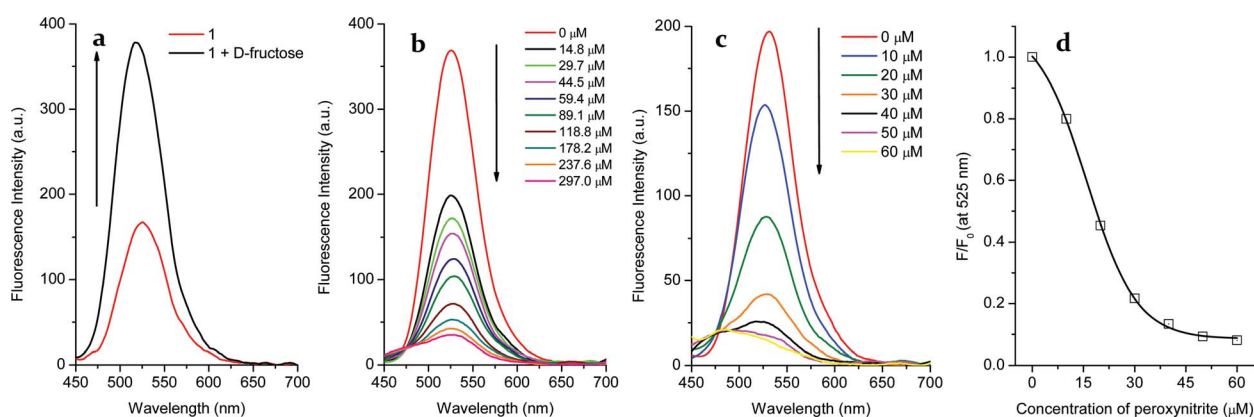 a
1
1 + D-fructose
Fluorescence Intensity (a.u.)
400
300
200
100
0
450 500 550 600 650 700
Wavelength (nm)
b
0 μM
14.8 μM
29.7 μM
44.5 μM
59.4 μM
89.1 μM
118.8 μM
178.2 μM
237.6 μM
297.0 μM
Fluorescence Intensity (a.u.)
400
300
200
100
0
450 500 550 600 650 700
Wavelength (nm)
c
0 μM
10 μM
20 μM
30 μM
40 μM
50 μM
60 μM
Fluorescence Intensity (a.u.)
200
150
100
50
0
450 500 550 600 650 700
Wavelength (nm)
d
F/F₀ (at 525 nm)
1.0
0.8
0.6
0.4
0.2
0.0
0 15 30 45 60
Concentration of peroxynitrite (μM)